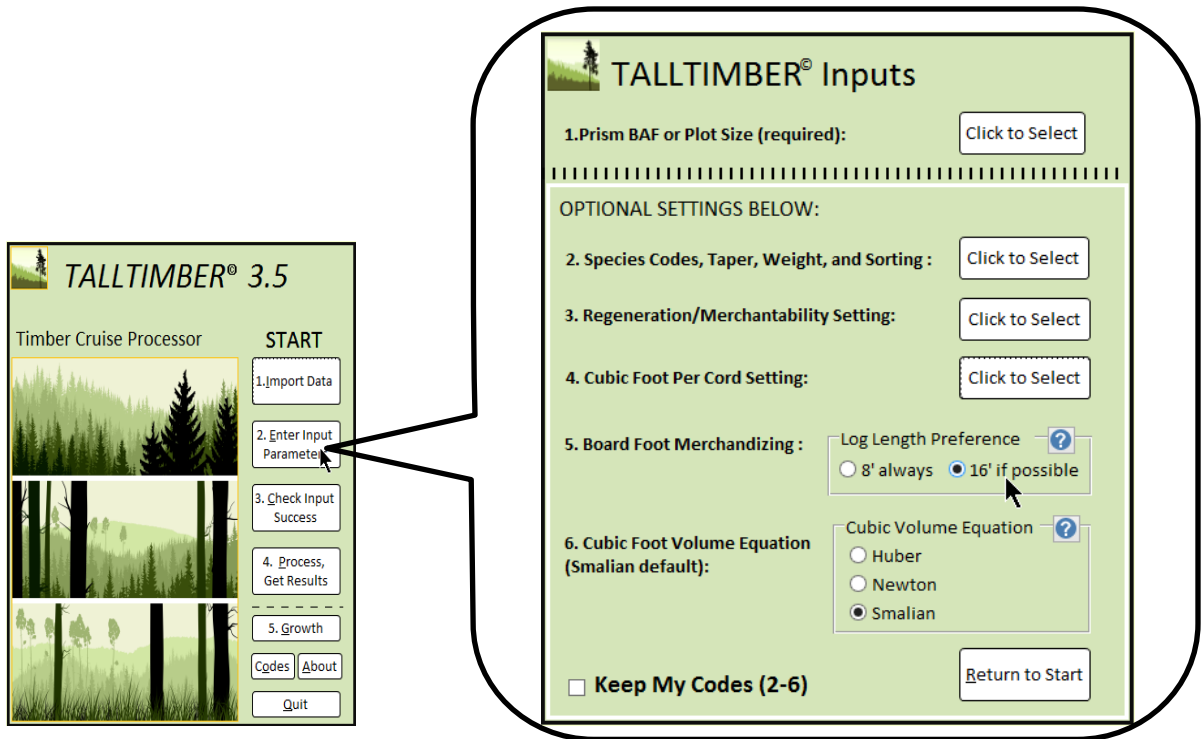 TALLTIMBER© 3.5
Timber Cruise Processor
START
1.Import Data
2. Enter Input
Parameter
3. Check Input
Success
4. Process,
Get Results
5. Growth
Codes
About
Quit
TALLTIMBER© Inputs
1.Prism BAF or Plot Size (required):
Click to Select
OPTIONAL SETTINGS BELOW:
2. Species Codes, Taper, Weight, and Sorting :
Click to Select
3. Regeneration/Merchantability Setting:
Click to Select
4. Cubic Foot Per Cord Setting:
Click to Select
5. Board Foot Merchandizing :
Log Length Preference
?
8' always
16' if possible
6. Cubic Foot Volume Equation
(Smalian default):
Cubic Volume Equation
?
Huber
Newton
Smalian
Keep My Codes (2-6)
Return to Start